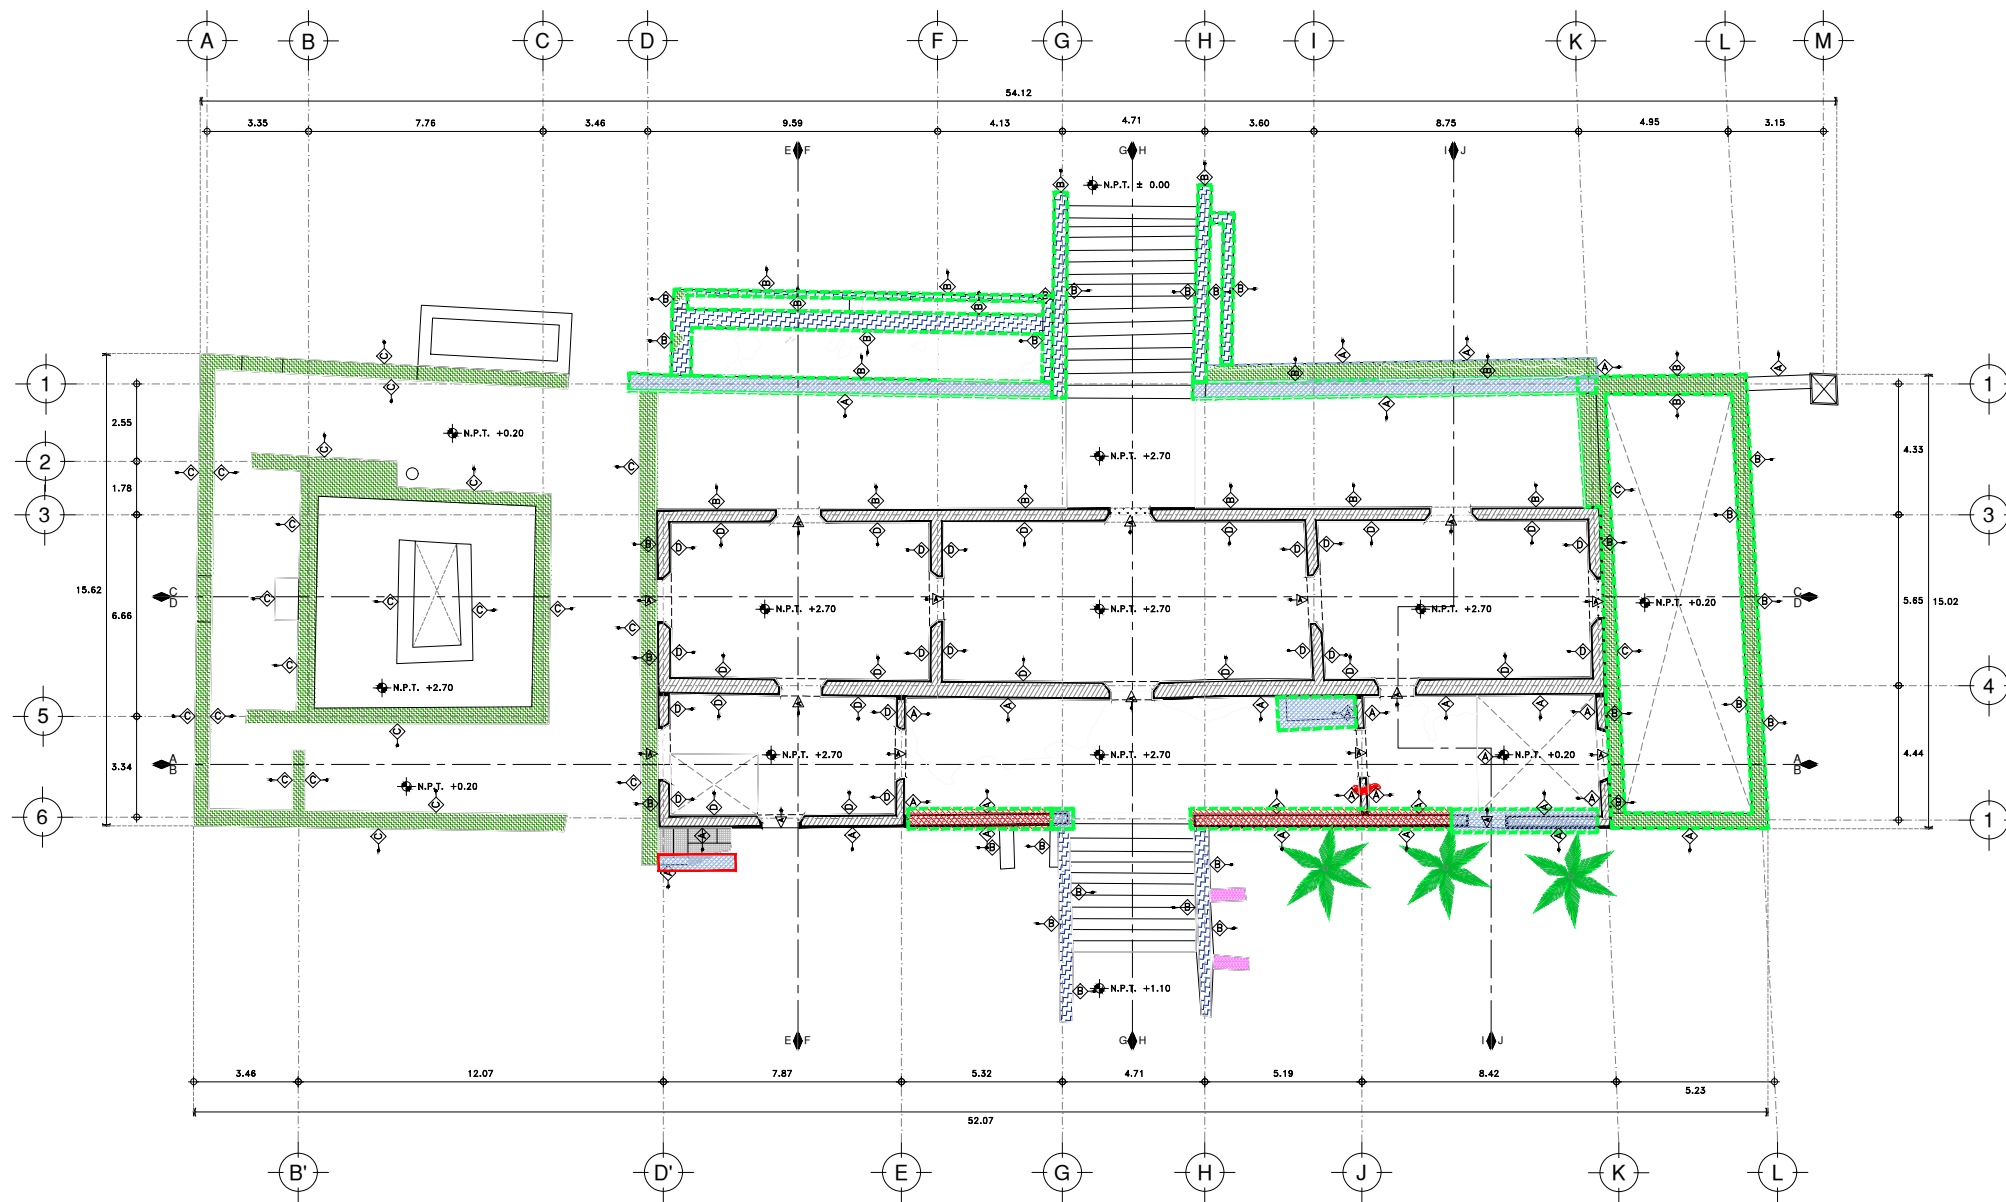 A B C D F G H I K L M
54.12
3.35 7.76 3.46 9.59 4.13 4.71 3.60 8.75 4.95 3.15
E F G H I J
N.P.T. ± 0.00
1 1
2.55
N.P.T. +0.20
4.33
2
N.P.T. +2.70
1.78
3 3
15.62
C D C D
6.66
N.P.T. +2.70 N.P.T. +2.70 N.P.T. +2.70 N.P.T. +0.20
5.65 15.02
N.P.T. +2.70
4
5
N.P.T. +2.70 N.P.T. +2.70 N.P.T. +0.20
4.44
A B A B
3.34
N.P.T. +0.20
6 1
N.P.T. +1.10
E F G H I J
3.46 12.07 7.87 5.32 4.71 5.19 8.42 5.23
52.07
B' D' E G H J K L